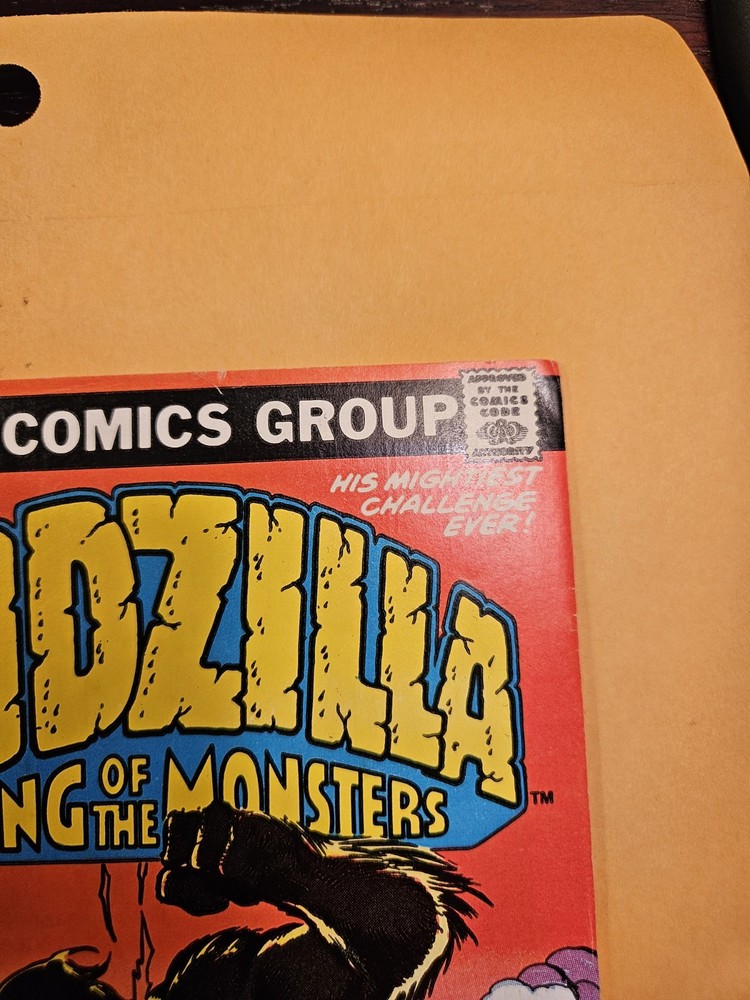 COMICS GROUP
APPROVED
BY THE
COMICS
CODE
AUTHORITY
HIS MIGHTIEST
CHALLENGE
EVER!
DZILLA
NG OF THE MONSTERS
TM